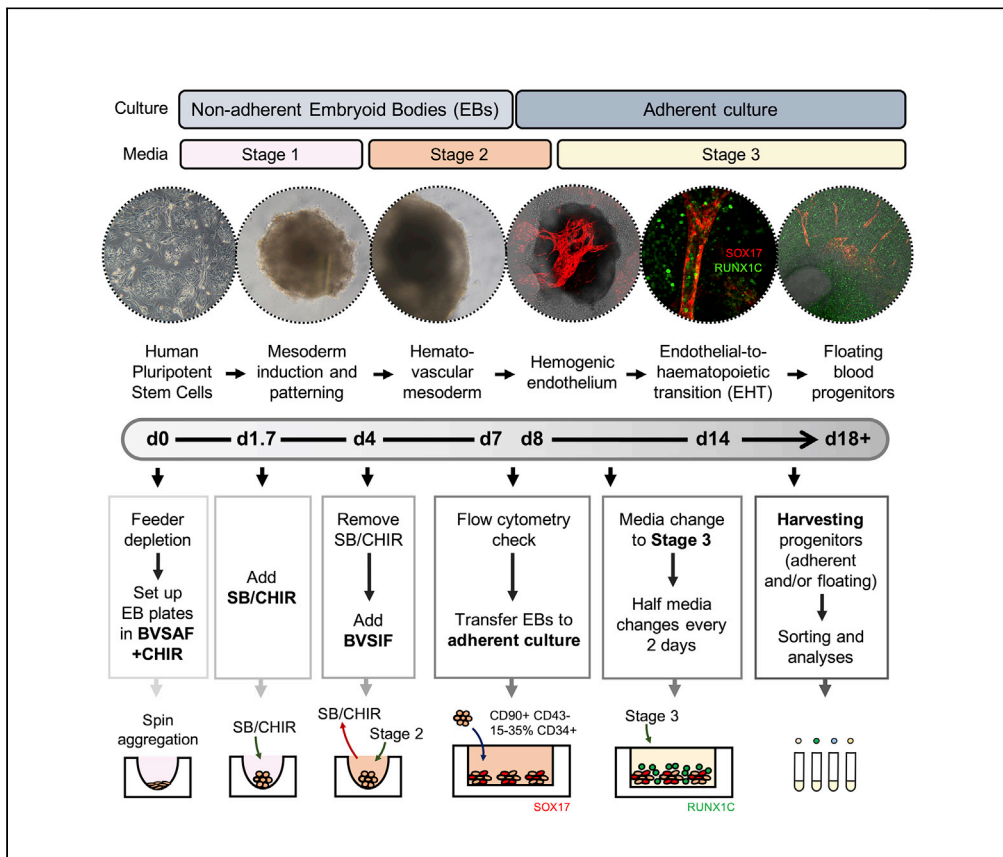 Culture
Non-adherent Embryoid Bodies (EBs)
Adherent culture
Media
Stage 1
Stage 2
Stage 3
SOX17
RUNX1C
Human
Pluripotent
Stem Cells
Mesoderm
induction and
patterning
Hemato-
vascular
mesoderm
Hemogenic
endothelium
Endothelial-to-
haematopoietic
transition (EHT)
Floating
blood
progenitors
d0
d1.7
d4
d7
d8
d14
d18+
Feeder
depletion
Set up
EB plates
in BVSAF
+CHIR
Add
SB/CHIR
Remove
SB/CHIR
Add
BVSIF
Flow cytometry
check
Transfer EBs to
adherent culture
Media change
to Stage 3
Half media
changes every
2 days
Harvesting
progenitors
(adherent
and/or floating)
Sorting and
analyses
Spin
aggregation
SB/CHIR
SB/CHIR
Stage 2
CD90+ CD43-
15-35% CD34+
SOX17
Stage 3
RUNX1C